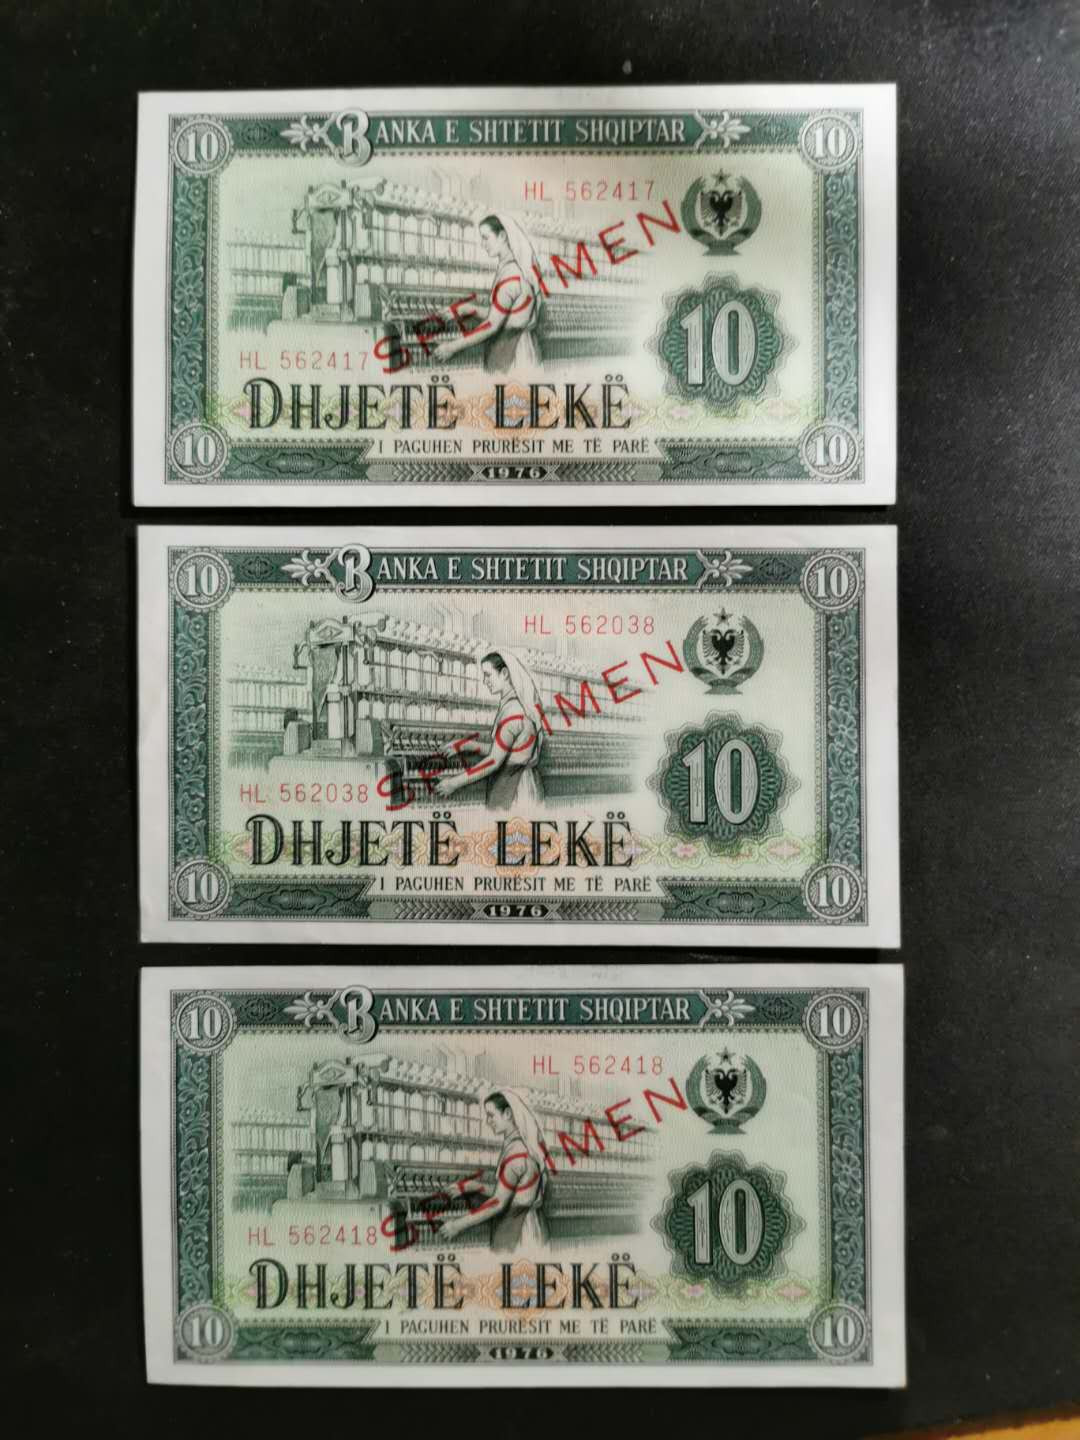 10 BANKA E SHTETIT SHQIPTAR 10
HL 562417
SPECIMEN
10
HL 562417
DHJETË LEKË
10 I PAGUHEN PRURËSIT ME TË PARË 10
1976
10 BANKA E SHTETIT SHQIPTAR 10
HL 562038
SPECIMEN
10
HL 562038
DHJETË LEKË
10 I PAGUHEN PRURËSIT ME TË PARË 10
1976
10 BANKA E SHTETIT SHQIPTAR 10
HL 562418
SPECIMEN
10
HL 562418
DHJETË LEKË
10 I PAGUHEN PRURËSIT ME TË PARË 10
1976